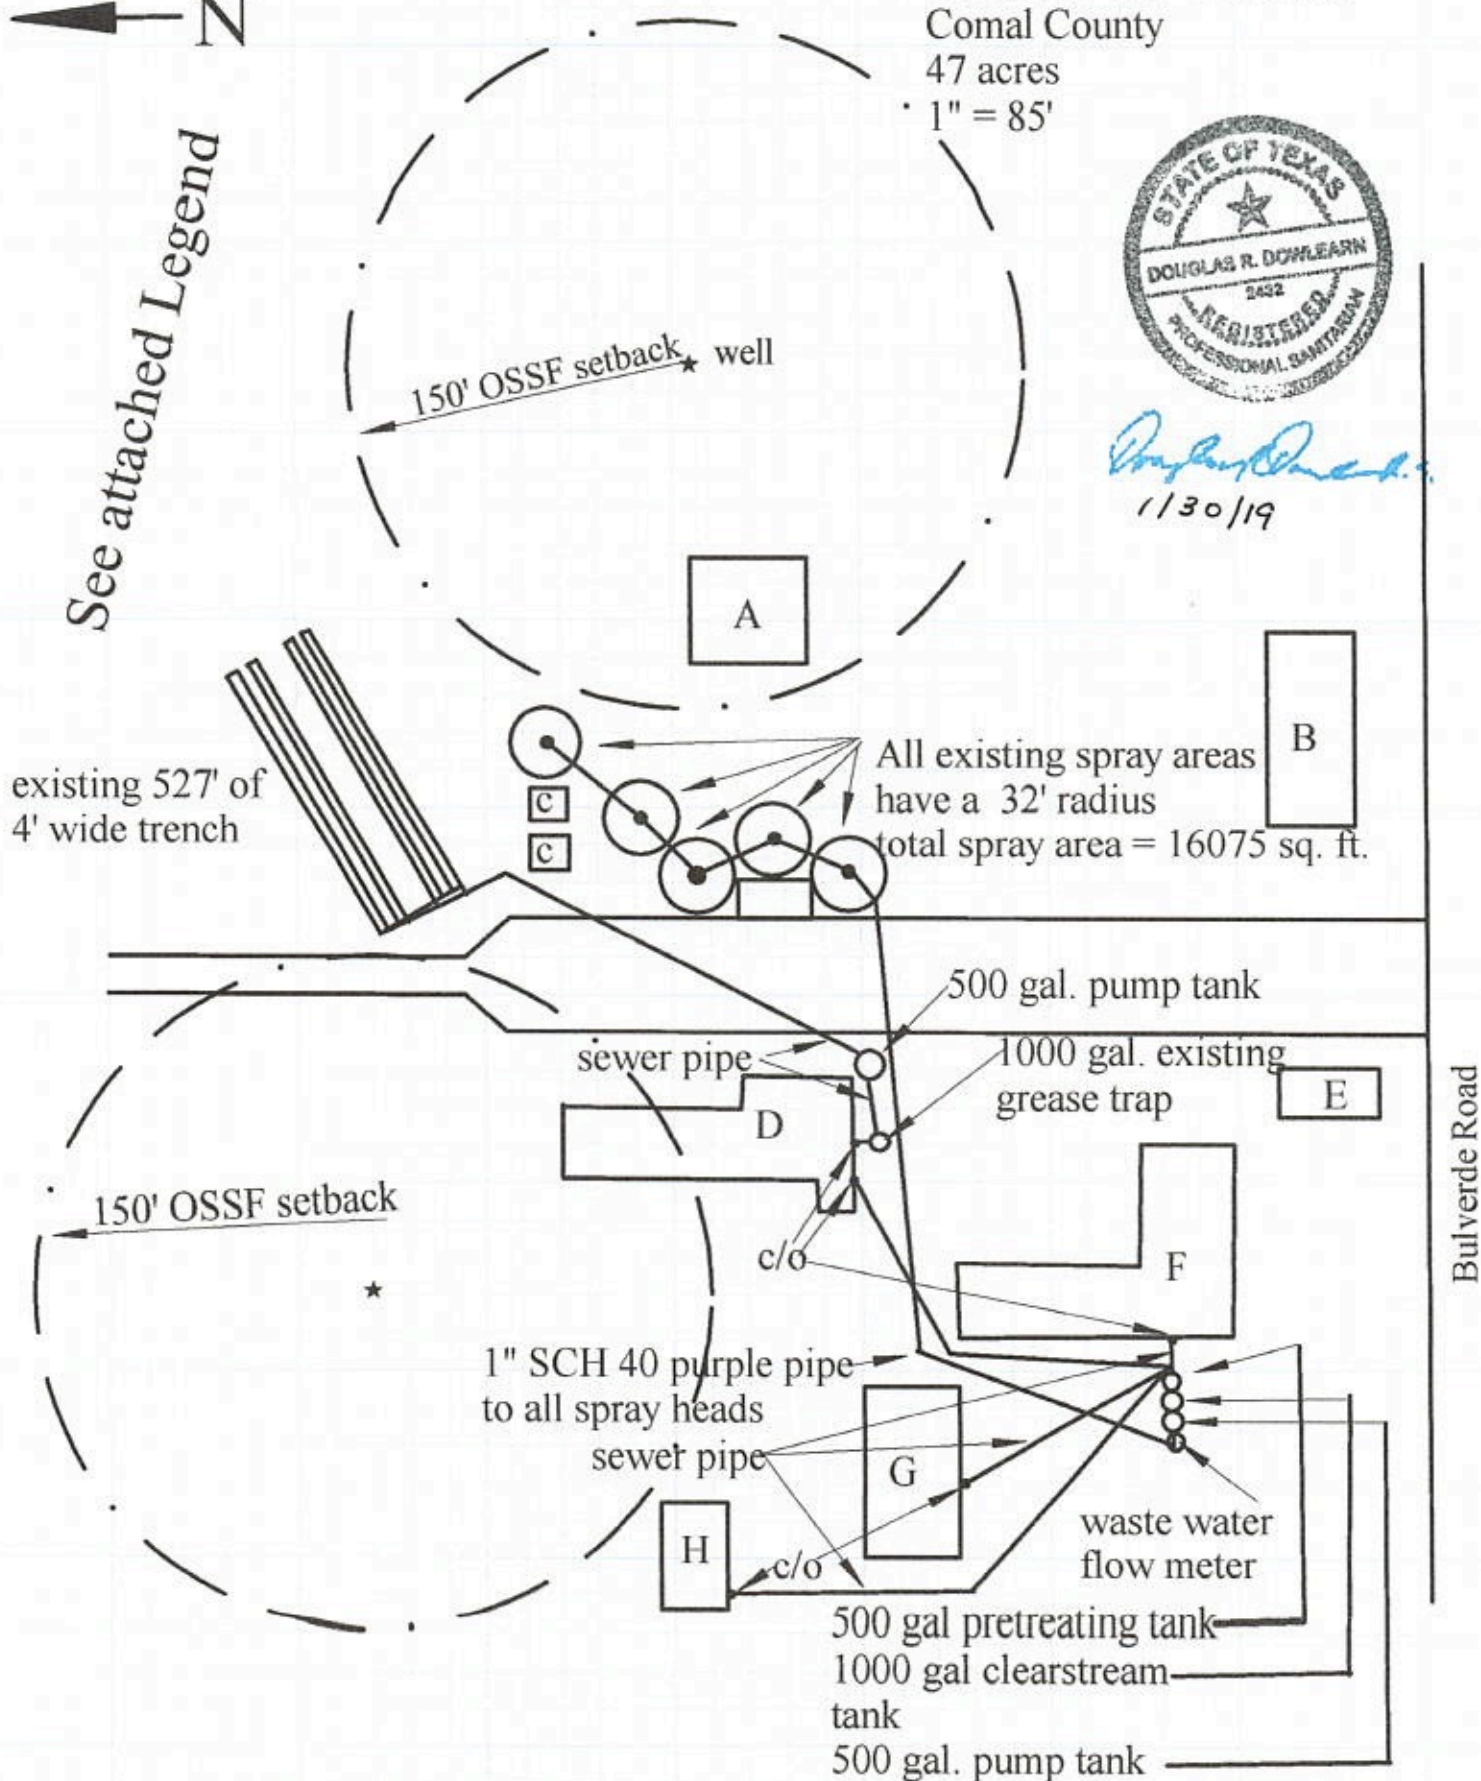 N
Comal County
47 acres
1" = 85'
See attached Legend
STATE OF TEXAS
DOUGLAS R. DOWLEARN
2432
REGISTERED
PROFESSIONAL SANITARIAN
1/30/19
150' OSSF setback
well
A
B
existing 527' of
4' wide trench
c
c
All existing spray areas
have a 32' radius
total spray area = 16075 sq. ft.
500 gal. pump tank
sewer pipe
1000 gal. existing
grease trap
D
E
Bulverde Road
150' OSSF setback
c/o
F
1" SCH 40 purple pipe
to all spray heads
sewer pipe
G
H
c/o
waste water
flow meter
500 gal pretreating tank
1000 gal clearstream
tank
500 gal. pump tank